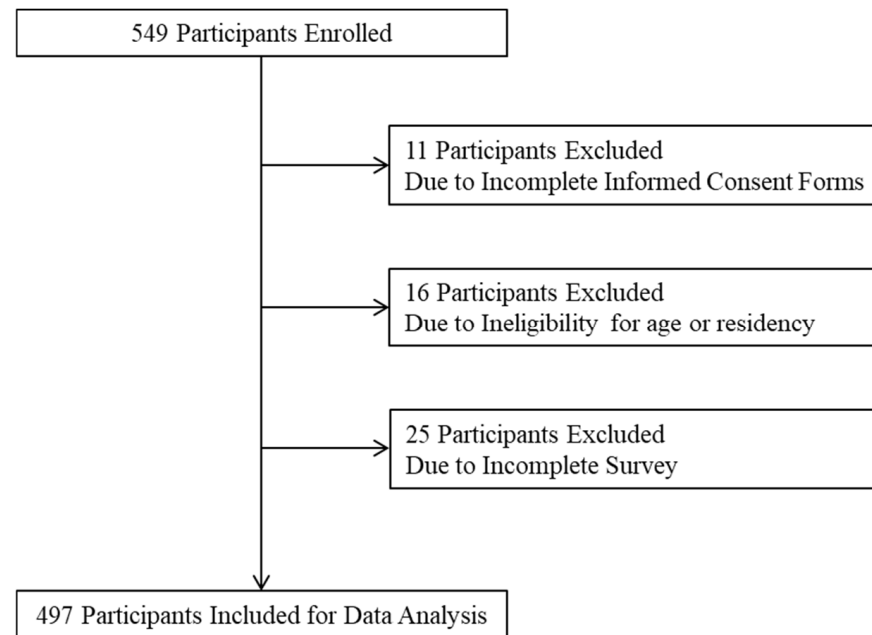 549 Participants Enrolled
11 Participants Excluded
Due to Incomplete Informed Consent Forms
16 Participants Excluded
Due to Ineligibility  for age or residency
25 Participants Excluded
Due to Incomplete Survey
497 Participants Included for Data Analysis